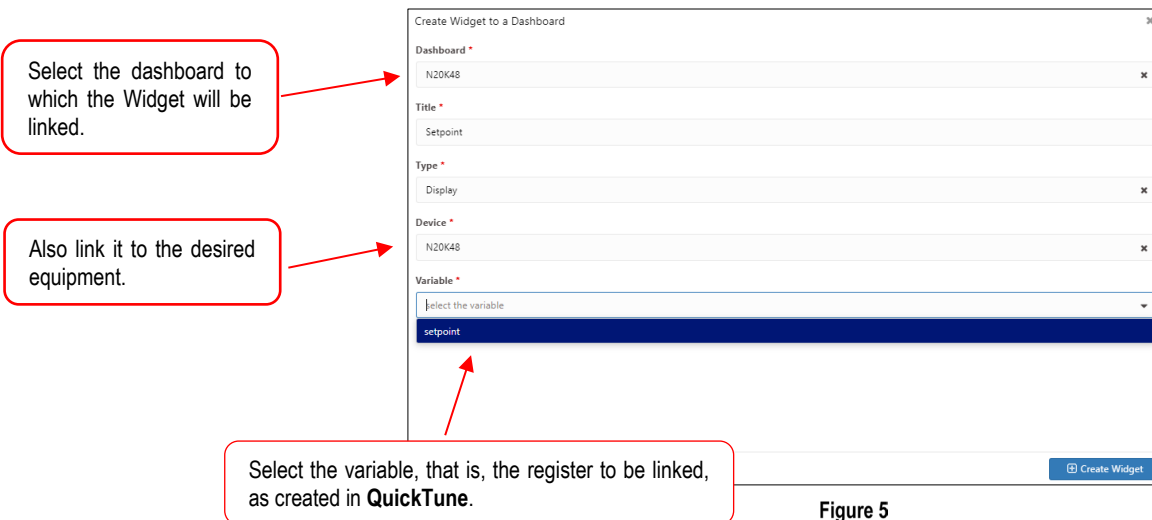 Create Widget to a Dashboard
Dashboard *
Select the dashboard to
which the Widget will be
linked.
N20K48
Title *
Setpoint
Type *
Display
Device *
Also link it to the desired
equipment.
N20K48
Variable *
select the variable
setpoint
Select the variable, that is, the register to be linked,
as created in QuickTune.
Create Widget
Figure 5